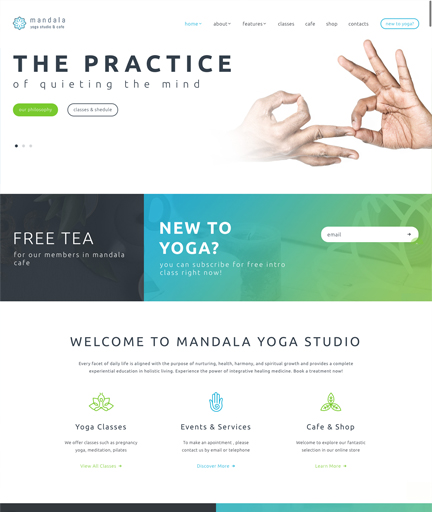 mandala
yoga studio & cafe
home about features classes cafe shop contacts new to yoga?
THE PRACTICE
of quieting the mind
our philosophy classes & shedule
FREE TEA
for our members in mandala
cafe
NEW TO
YOGA?
you can subscribe for free intro
class right now!
email
WELCOME TO MANDALA YOGA STUDIO
Every facet of daily life is aligned with the purpose of nurturing, health, harmony, and spiritual growth and provides a complete
experiential education in holistic living. Experience the power of integrative healing medicine. Book a treatment now!
Yoga Classes
We offer classes such as pregnancy
yoga, meditation, pilates
View All Classes →
Events & Services
To make an apointment , please
contact us by email or telephone
Discover More →
Cafe & Shop
Welcome to explore our fantastic
selection in our online store
Learn More →